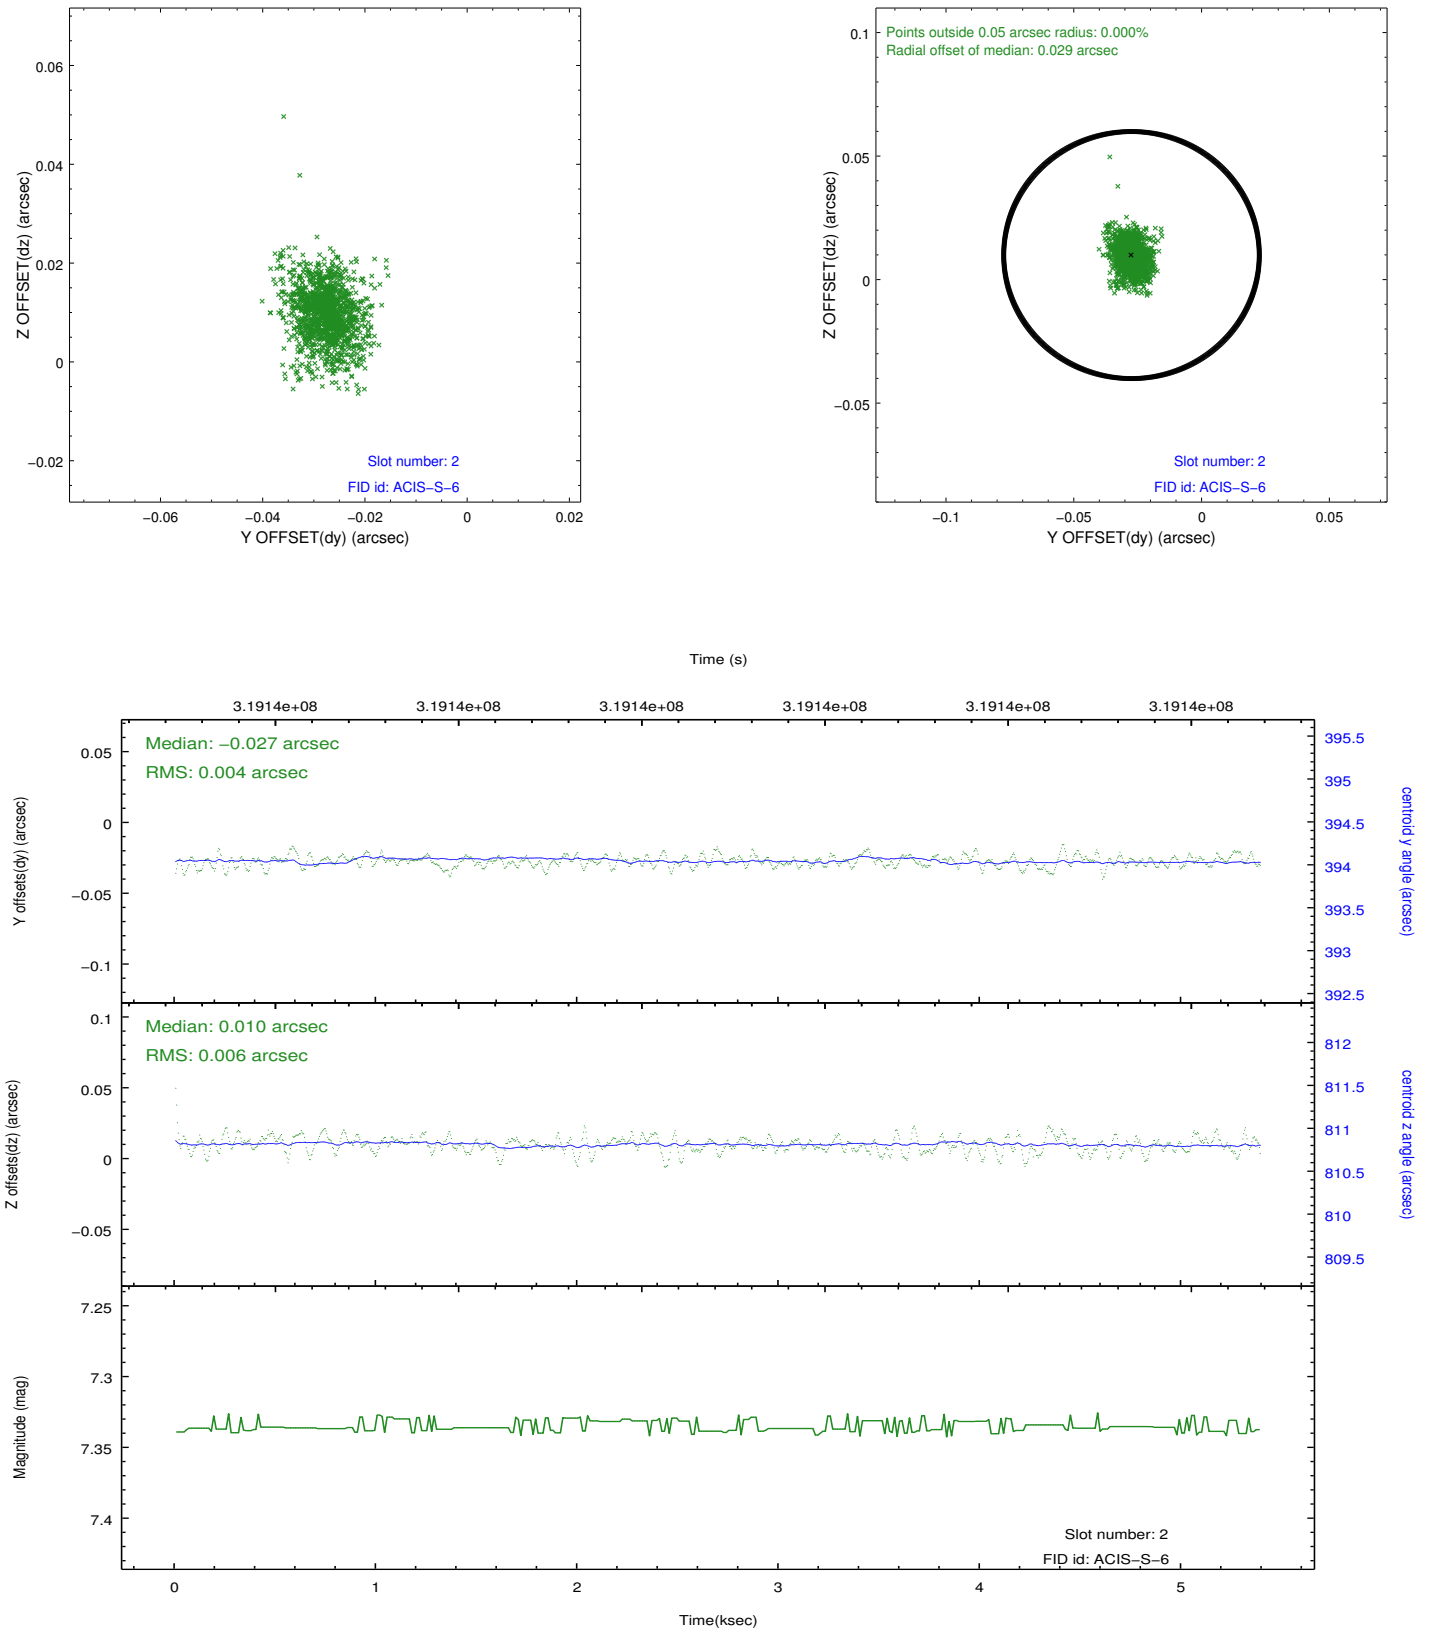 0.06
0.04
0.02
0
−0.02
Z OFFSET(dz) (arcsec)
Slot number: 2
FID id: ACIS−S−6
−0.06
−0.04
−0.02
0
0.02
Y OFFSET(dy) (arcsec)
Points outside 0.05 arcsec radius: 0.000%
Radial offset of median: 0.029 arcsec
0.1
0.05
0
−0.05
Z OFFSET(dz) (arcsec)
Slot number: 2
FID id: ACIS−S−6
−0.1
−0.05
0
0.05
Y OFFSET(dy) (arcsec)
Time (s)
3.1914e+08
3.1914e+08
3.1914e+08
3.1914e+08
3.1914e+08
3.1914e+08
Median: −0.027 arcsec
RMS: 0.004 arcsec
0.05
0
−0.05
−0.1
Y offsets(dy) (arcsec)
395.5
395
394.5
394
393.5
393
392.5
centroid y angle (arcsec)
Median: 0.010 arcsec
RMS: 0.006 arcsec
0.1
0.05
0
−0.05
Z offsets(dz) (arcsec)
812
811.5
811
810.5
810
809.5
centroid z angle (arcsec)
7.25
7.3
7.35
7.4
Magnitude (mag)
Slot number: 2
FID id: ACIS−S−6
0
1
2
3
4
5
Time(ksec)